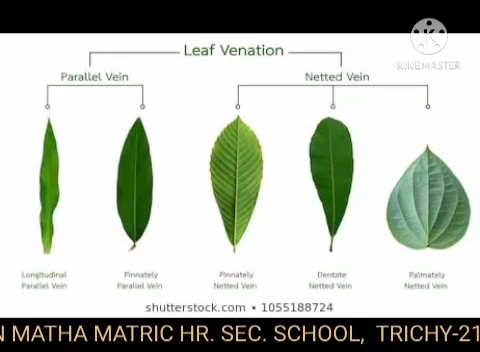 KINEMASTER
Leaf Venation
Parallel Vein
Netted Vein
Longitudinal
Parallel Vein
Pinnately
Parallel Vein
Pinnately
Netted Vein
Dentate
Netted Vein
Palmately
Netted Vein
shutterstock.com • 1055188724
N MATHA MATRIC HR. SEC. SCHOOL, TRICHY-21